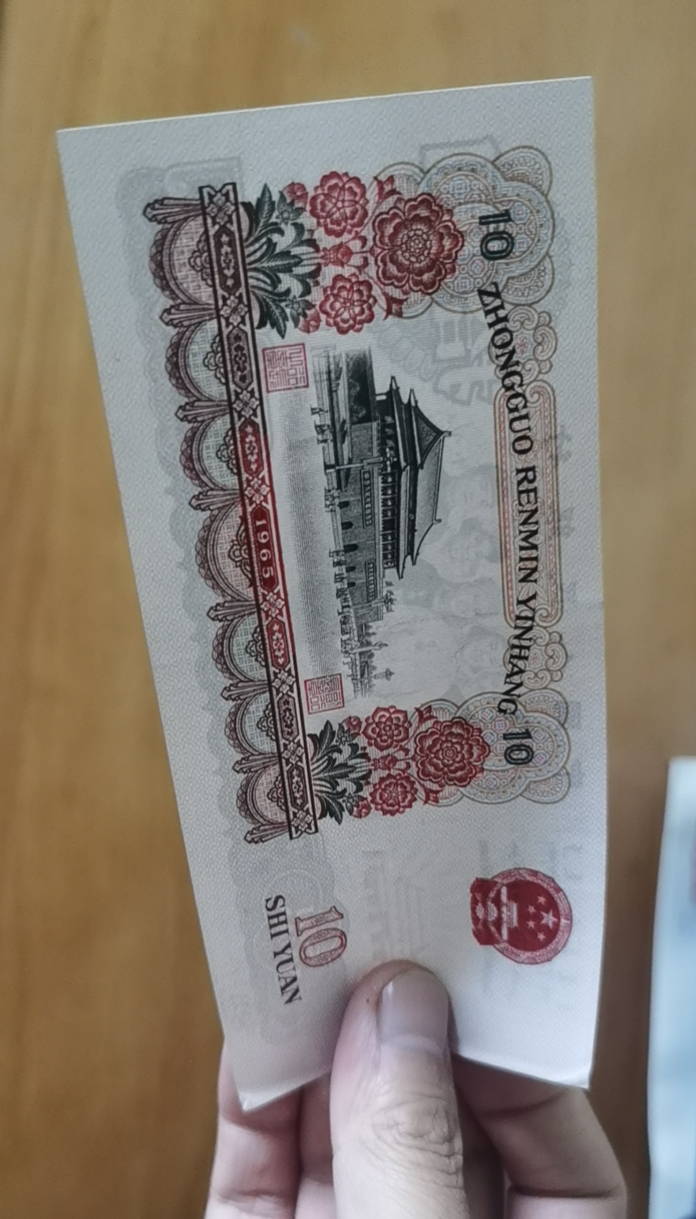 10 ZHONGGUO RENMIN YINHANG 10
1965
10
SHI YUAN